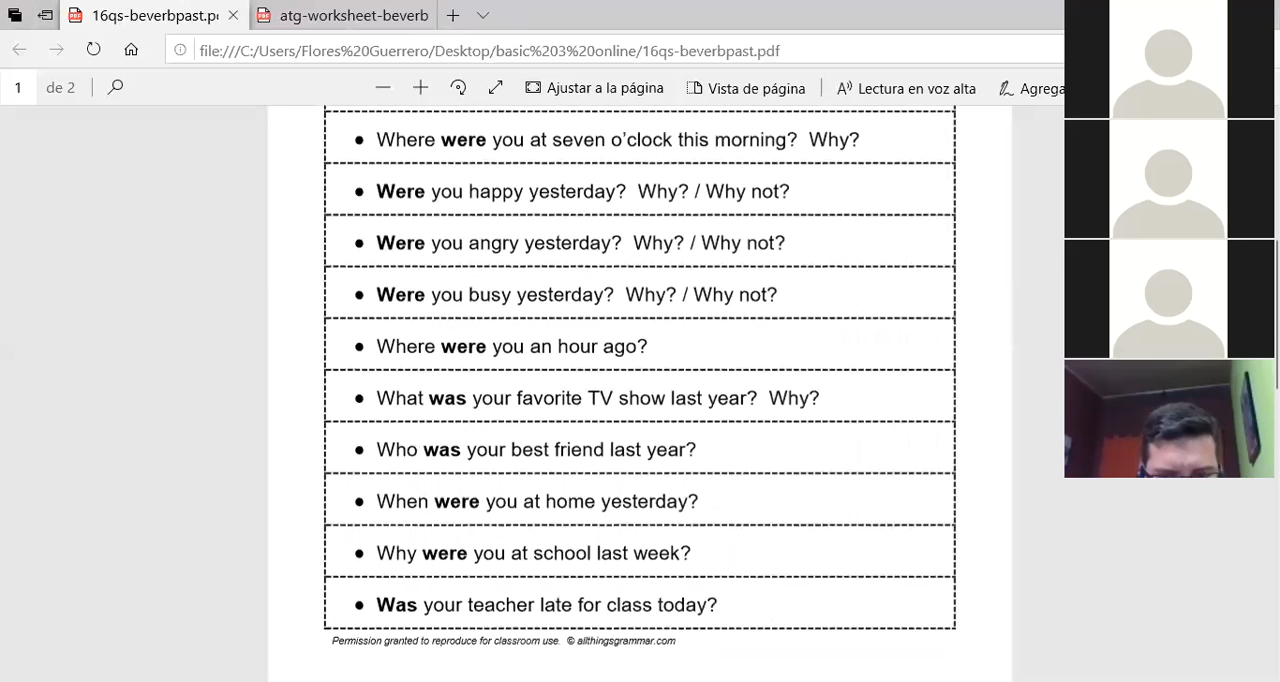 16qs-beverbpast.p
atg-worksheet-beverb
file:///C:/Users/Flores%20Guerrero/Desktop/basic%203%20online/16qs-beverbpast.pdf
1 de 2
Ajustar a la página
Vista de página
A Lectura en voz alta
Agrega
• Where were you at seven o'clock this morning? Why?
• Were you happy yesterday? Why? / Why not?
• Were you angry yesterday? Why? / Why not?
• Were you busy yesterday? Why? / Why not?
• Where were you an hour ago?
• What was your favorite TV show last year? Why?
• Who was your best friend last year?
• When were you at home yesterday?
• Why were you at school last week?
• Was your teacher late for class today?
Permission granted to reproduce for classroom use. © allthingsgrammar.com